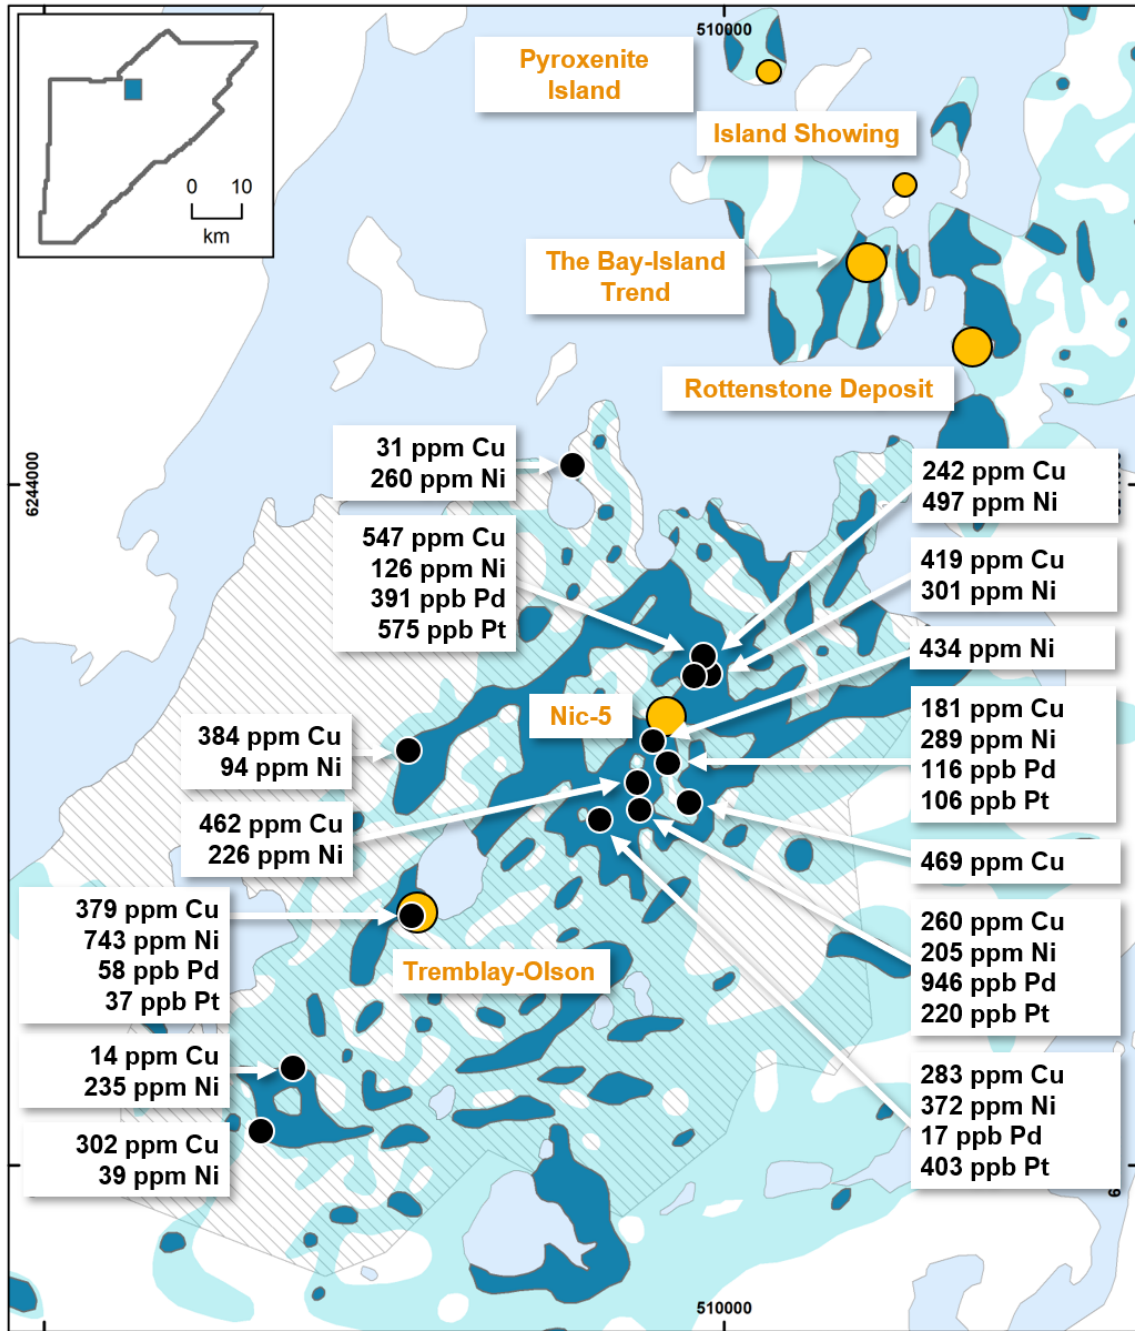 510000
Pyroxenite
Island
Island Showing
0 10
km
The Bay-Island
Trend
Rottenstone Deposit
31 ppm Cu
260 ppm Ni
6244000
242 ppm Cu
497 ppm Ni
547 ppm Cu
126 ppm Ni
391 ppb Pd
575 ppb Pt
419 ppm Cu
301 ppm Ni
434 ppm Ni
Nic-5
181 ppm Cu
289 ppm Ni
116 ppb Pd
106 ppb Pt
384 ppm Cu
94 ppm Ni
462 ppm Cu
226 ppm Ni
469 ppm Cu
379 ppm Cu
743 ppm Ni
58 ppb Pd
37 ppb Pt
Tremblay-Olson
260 ppm Cu
205 ppm Ni
946 ppb Pd
220 ppb Pt
14 ppm Cu
235 ppm Ni
283 ppm Cu
372 ppm Ni
17 ppb Pd
403 ppb Pt
302 ppm Cu
39 ppm Ni
510000